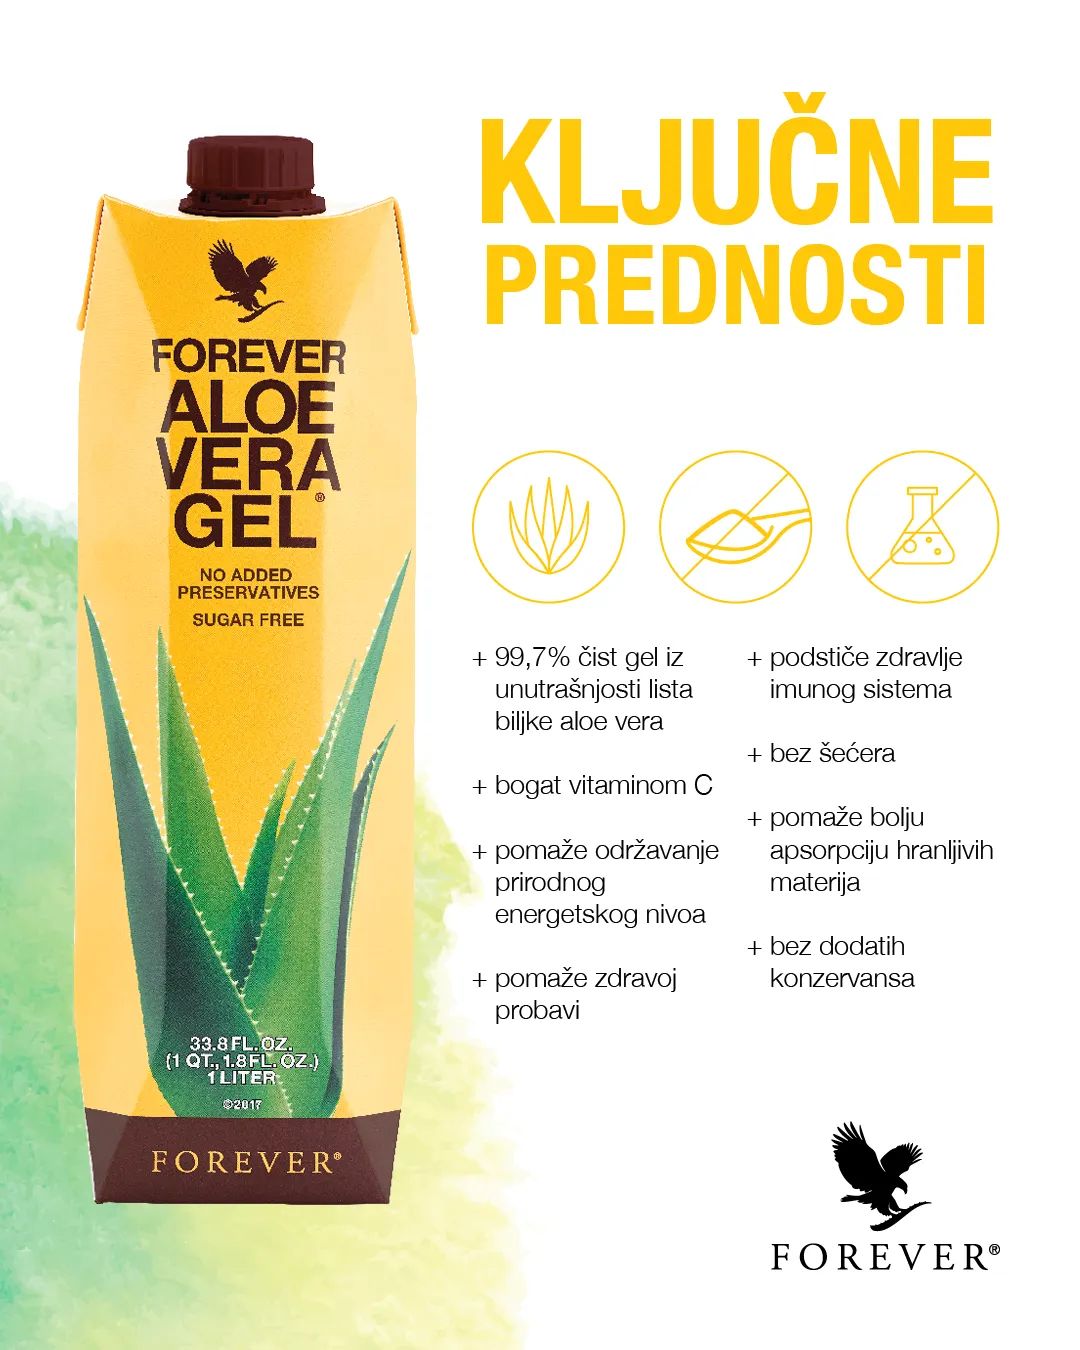 KLJUČNE
PREDNOSTI
FOREVER
ALOE
VERA
GEL®
NO ADDED
PRESERVATIVES
SUGAR FREE
33.8 FL. OZ.
(1 QT., 1.8 FL. OZ.)
1 LITER
©2017
FOREVER®
+ 99,7% čist gel iz
unutrašnjosti lista
biljke aloe vera
+ bogat vitaminom C
+ pomaže održavanje
prirodnog
energetskog nivoa
+ pomaže zdravoj
probavi
+ podstiče zdravlje
imunog sistema
+ bez šećera
+ pomaže bolju
apsorpciju hranljivih
materija
+ bez dodatih
konzervansa
FOREVER®